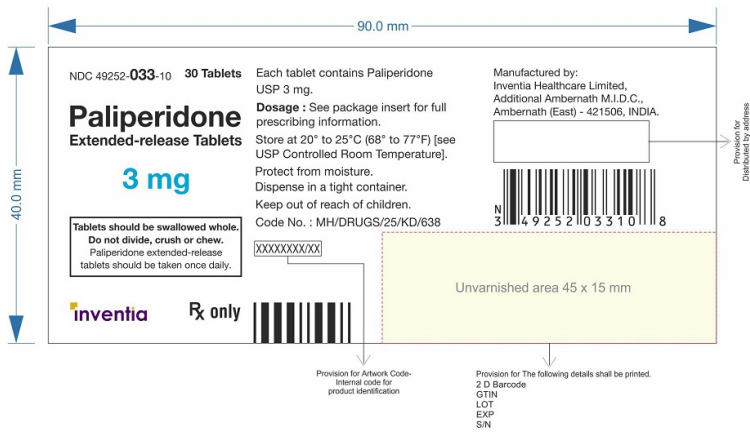 90.0 mm
40.0 mm
NDC 49252-033-10 30 Tablets
Paliperidone
Extended-release Tablets
3 mg
Tablets should be swallowed whole.
Do not divide, crush or chew.
Paliperidone extended-release
tablets should be taken once daily.
inventia
Rx only
Each tablet contains Paliperidone
USP 3 mg.
Dosage : See package insert for full
prescribing information.
Store at 20° to 25°C (68° to 77°F) [see
USP Controlled Room Temperature].
Protect from moisture.
Dispense in a tight container.
Keep out of reach of children.
Code No. : MH/DRUGS/25/KD/638
XXXXXXXX/XX
Manufactured by:
Inventia Healthcare Limited,
Additional Ambernath M.I.D.C.,
Ambernath (East) - 421506, INDIA.
Provision for
Distributed by address
N
3 49252 03310 8
Unvarnished area 45 x 15 mm
Provision for Artwork Code-
Internal code for
product identification
Provision for The following details shall be printed.
2 D Barcode
GTIN
LOT
EXP
S/N